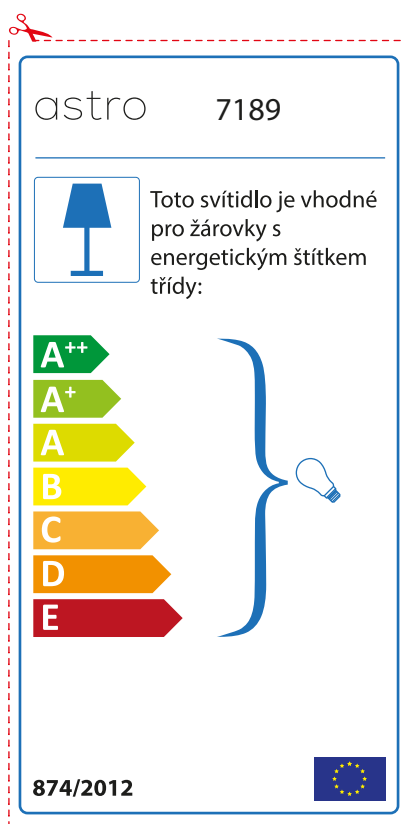 astro 7189
Toto svítidlo je vhodné
pro žárovky s
energetickým štítkem
třídy:
A++
A+
A
B
C
D
E
874/2012